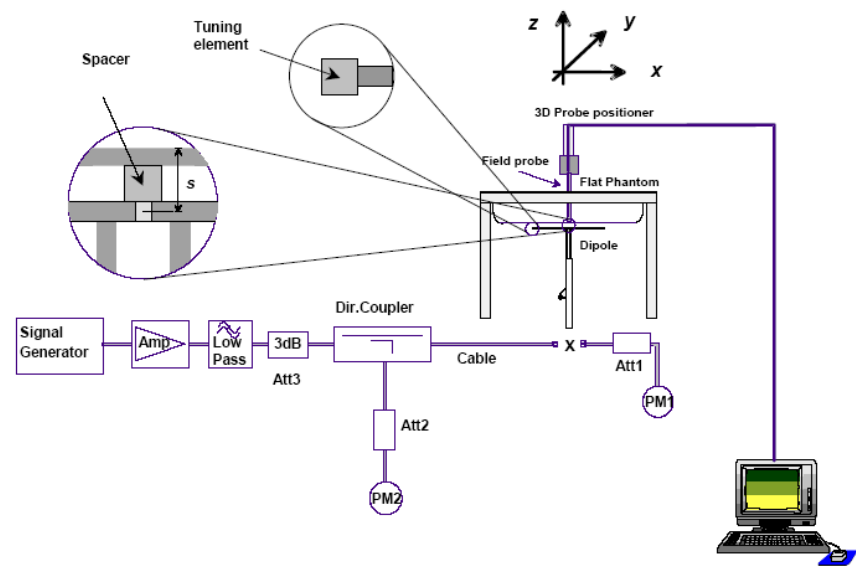 Tuning
element
Spacer
z
y
x
3D Probe positioner
Field probe
Flat Phantom
s
Dipole
Dir.Coupler
Signal
Generator
Amp
Low
Pass
3dB
Att3
Cable
X
Att1
PM1
Att2
PM2